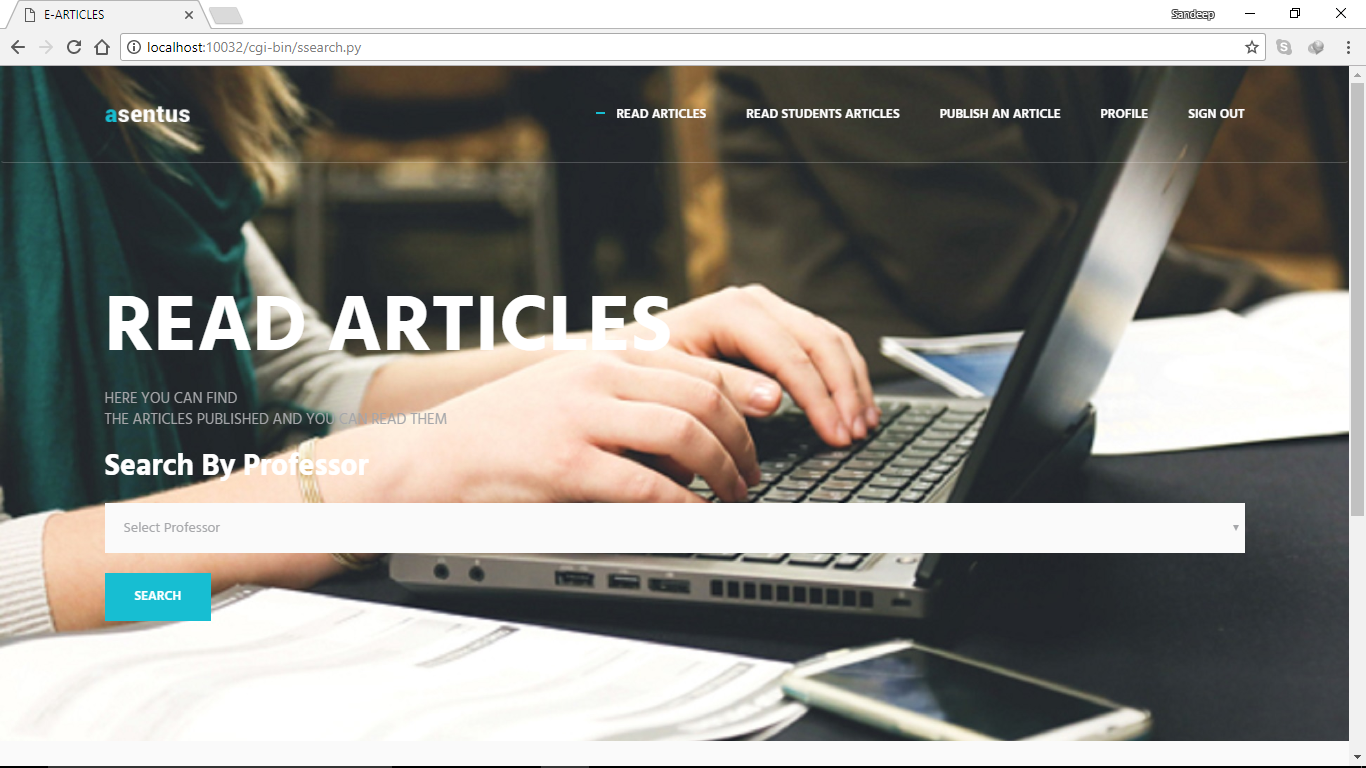 E-ARTICLES
Sandeep
localhost:10032/cgi-bin/ssearch.py
asentus
READ ARTICLES
READ STUDENTS ARTICLES
PUBLISH AN ARTICLE
PROFILE
SIGN OUT
READ ARTICLES
HERE YOU CAN FIND
THE ARTICLES PUBLISHED AND YOU CAN READ THEM
Search By Professor
Select Professor
SEARCH